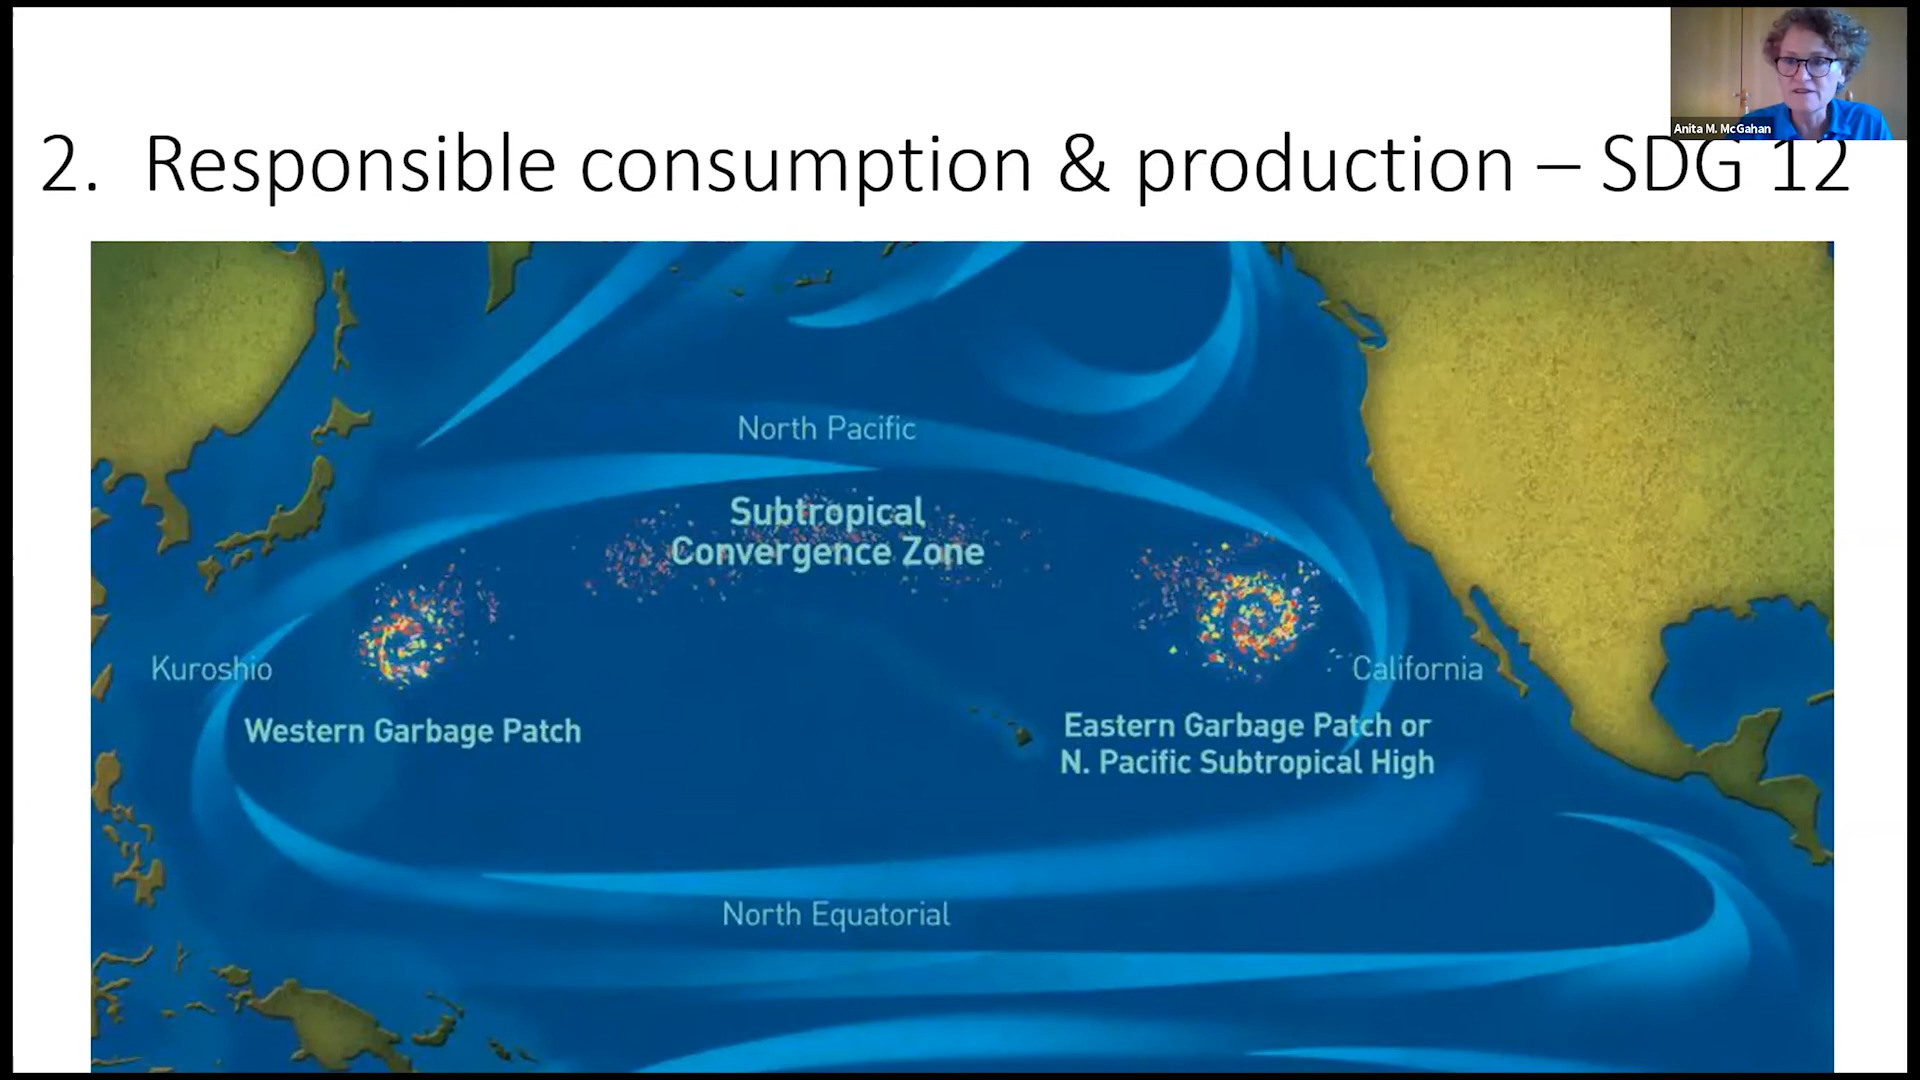 Anita M. McGahan
2. Responsible consumption & production – SDG 12
North Pacific
Subtropical
Convergence Zone
Kuroshio
California
Western Garbage Patch
Eastern Garbage Patch or
N. Pacific Subtropical High
North Equatorial